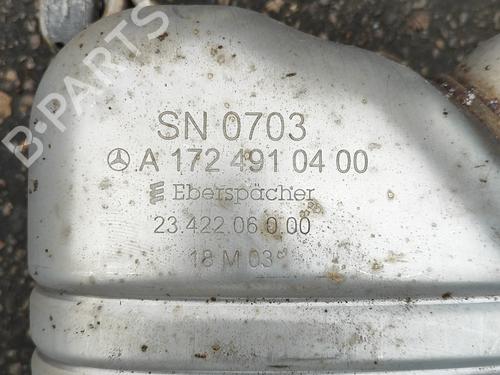 B-PARTS
SN 0703
A 172 491 04 00
Eberspächer
23.422.06.0.00
18 M 03